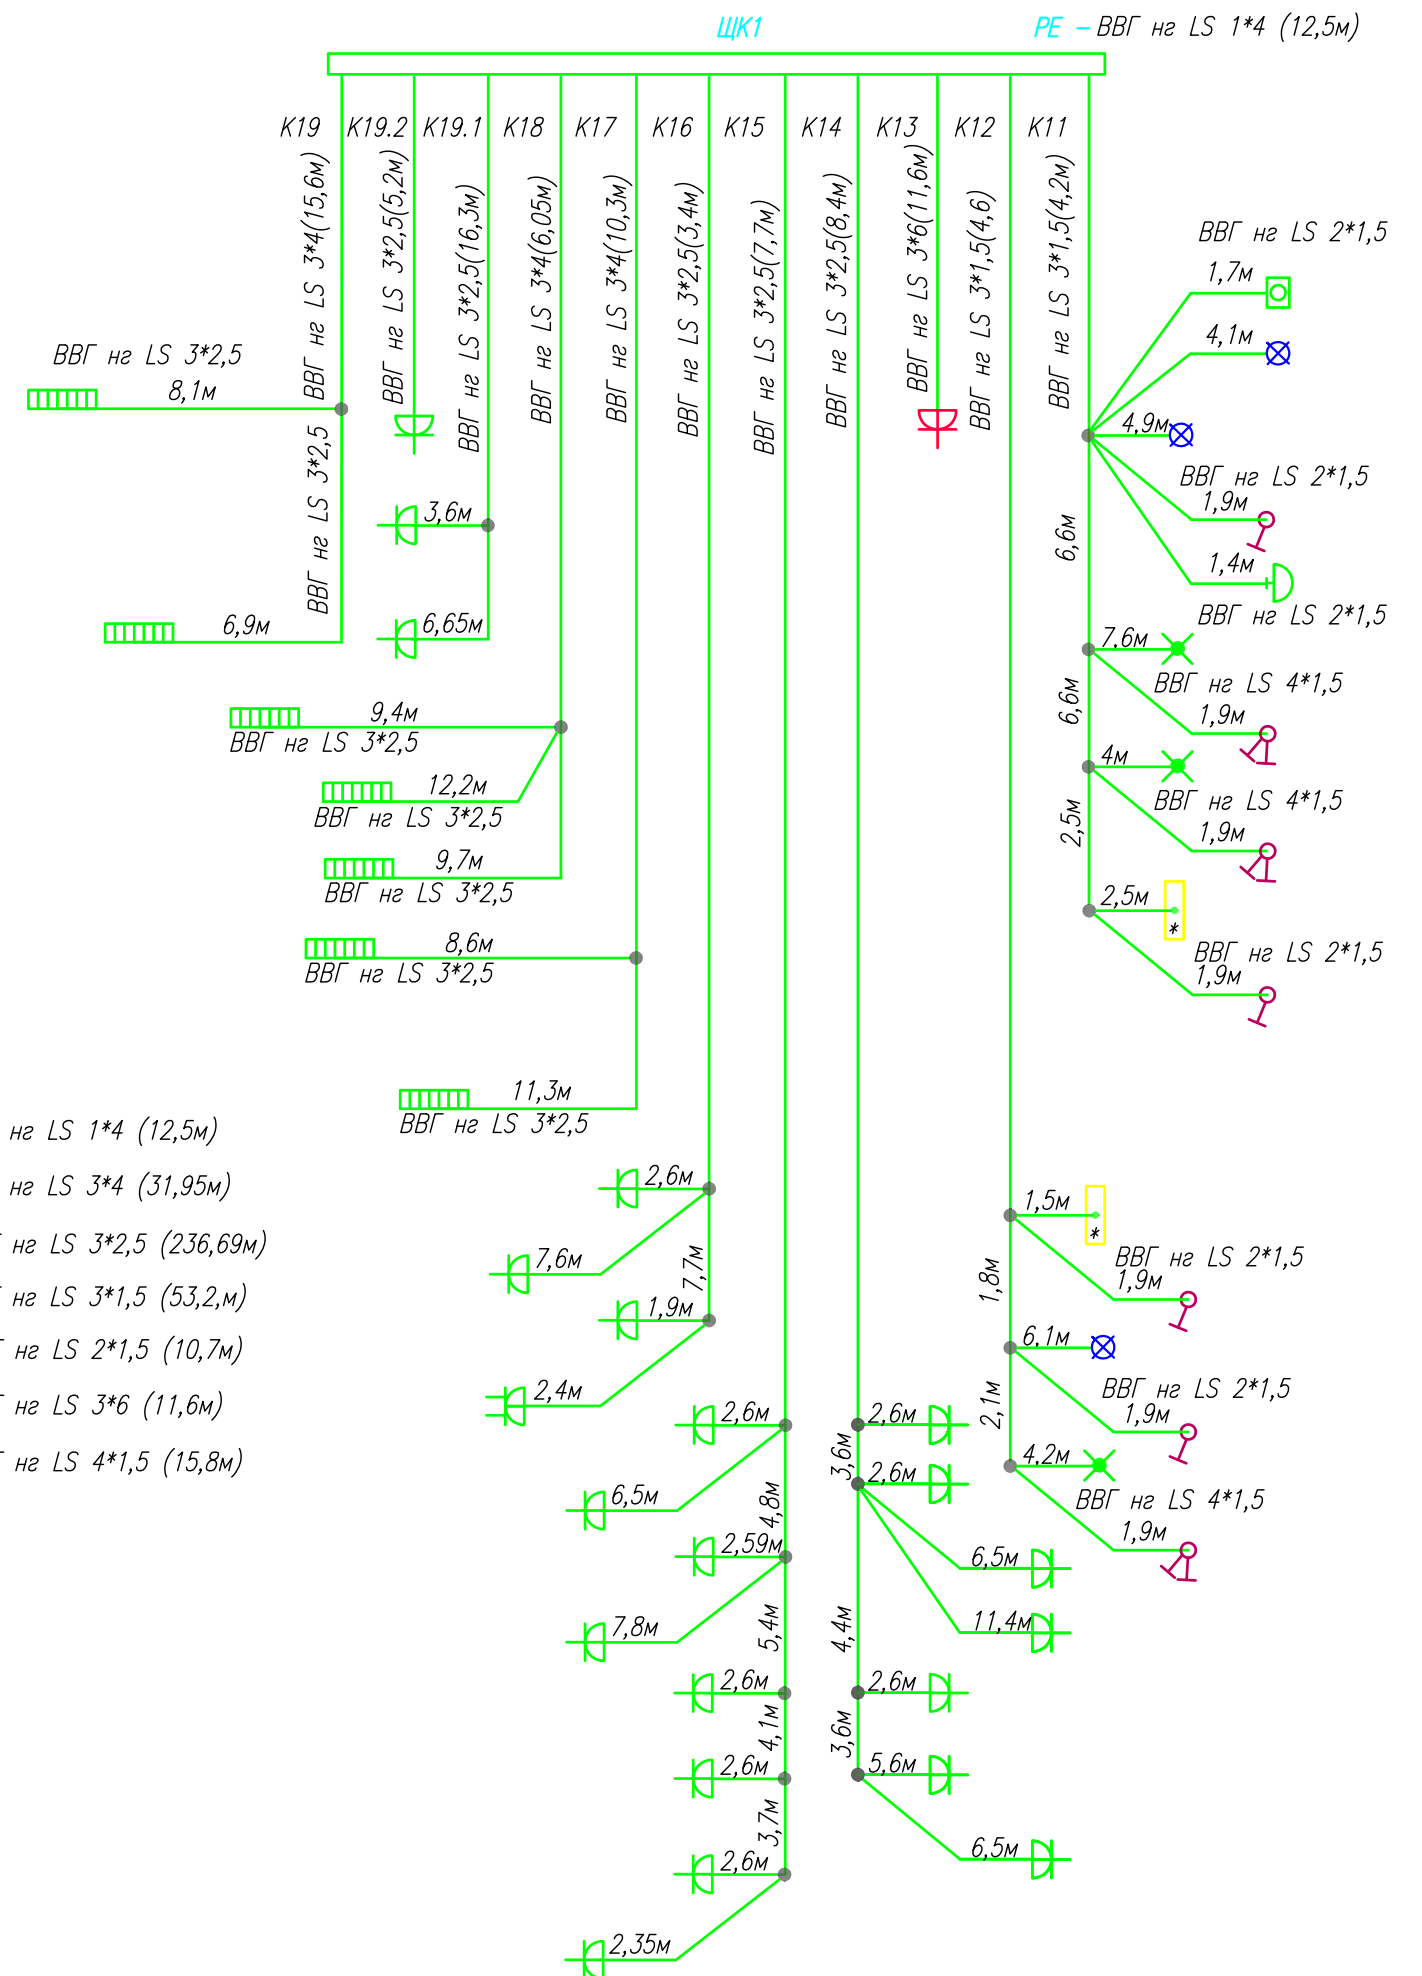 ЩК1
PE - ВВГ нг LS 1*4 (12,5м)
К19
К19.2
К19.1
К18
К17
К16
К15
К14
К13
К12
К11
ВВГ нг LS 3*4(15,6м)
ВВГ нг LS 3*2,5(5,2м)
ВВГ нг LS 3*2,5(16,3м)
ВВГ нг LS 3*4(6,05м)
ВВГ нг LS 3*4(10,3м)
ВВГ нг LS 3*2,5(3,4м)
ВВГ нг LS 3*2,5(7,7м)
ВВГ нг LS 3*2,5(8,4м)
ВВГ нг LS 3*6(11,6м)
ВВГ нг LS 3*1,5(4,6)
ВВГ нг LS 3*1,5(4,2м)
ВВГ нг LS 2*1,5
1,7м
4,1м
4,9м
ВВГ нг LS 2*1,5
1,9м
1,4м
ВВГ нг LS 2*1,5
6,6м
7,6м
ВВГ нг LS 4*1,5
1,9м
6,6м
4м
ВВГ нг LS 4*1,5
1,9м
2,5м
2,5м
*
ВВГ нг LS 2*1,5
1,9м
ВВГ нг LS 3*2,5
8,1м
ВВГ нг LS 3*2,5
6,9м
3,6м
6,65м
9,4м
ВВГ нг LS 3*2,5
12,2м
ВВГ нг LS 3*2,5
9,7м
ВВГ нг LS 3*2,5
8,6м
ВВГ нг LS 3*2,5
11,3м
ВВГ нг LS 3*2,5
нг LS 1*4 (12,5м)
нг LS 3*4 (31,95м)
нг LS 3*2,5 (236,69м)
нг LS 3*1,5 (53,2,м)
нг LS 2*1,5 (10,7м)
нг LS 3*6 (11,6м)
нг LS 4*1,5 (15,8м)
2,6м
7,6м
7,7м
1,9м
2,4м
2,6м
6,5м
4,8м
2,59м
7,8м
5,4м
2,6м
4,1м
2,6м
3,7м
2,6м
2,35м
2,6м
3,6м
2,6м
6,5м
11,4м
4,4м
2,6м
3,6м
5,6м
6,5м
1,5м
*
ВВГ нг LS 2*1,5
1,9м
1,8м
6,1м
ВВГ нг LS 2*1,5
1,9м
2,1м
4,2м
ВВГ нг LS 4*1,5
1,9м